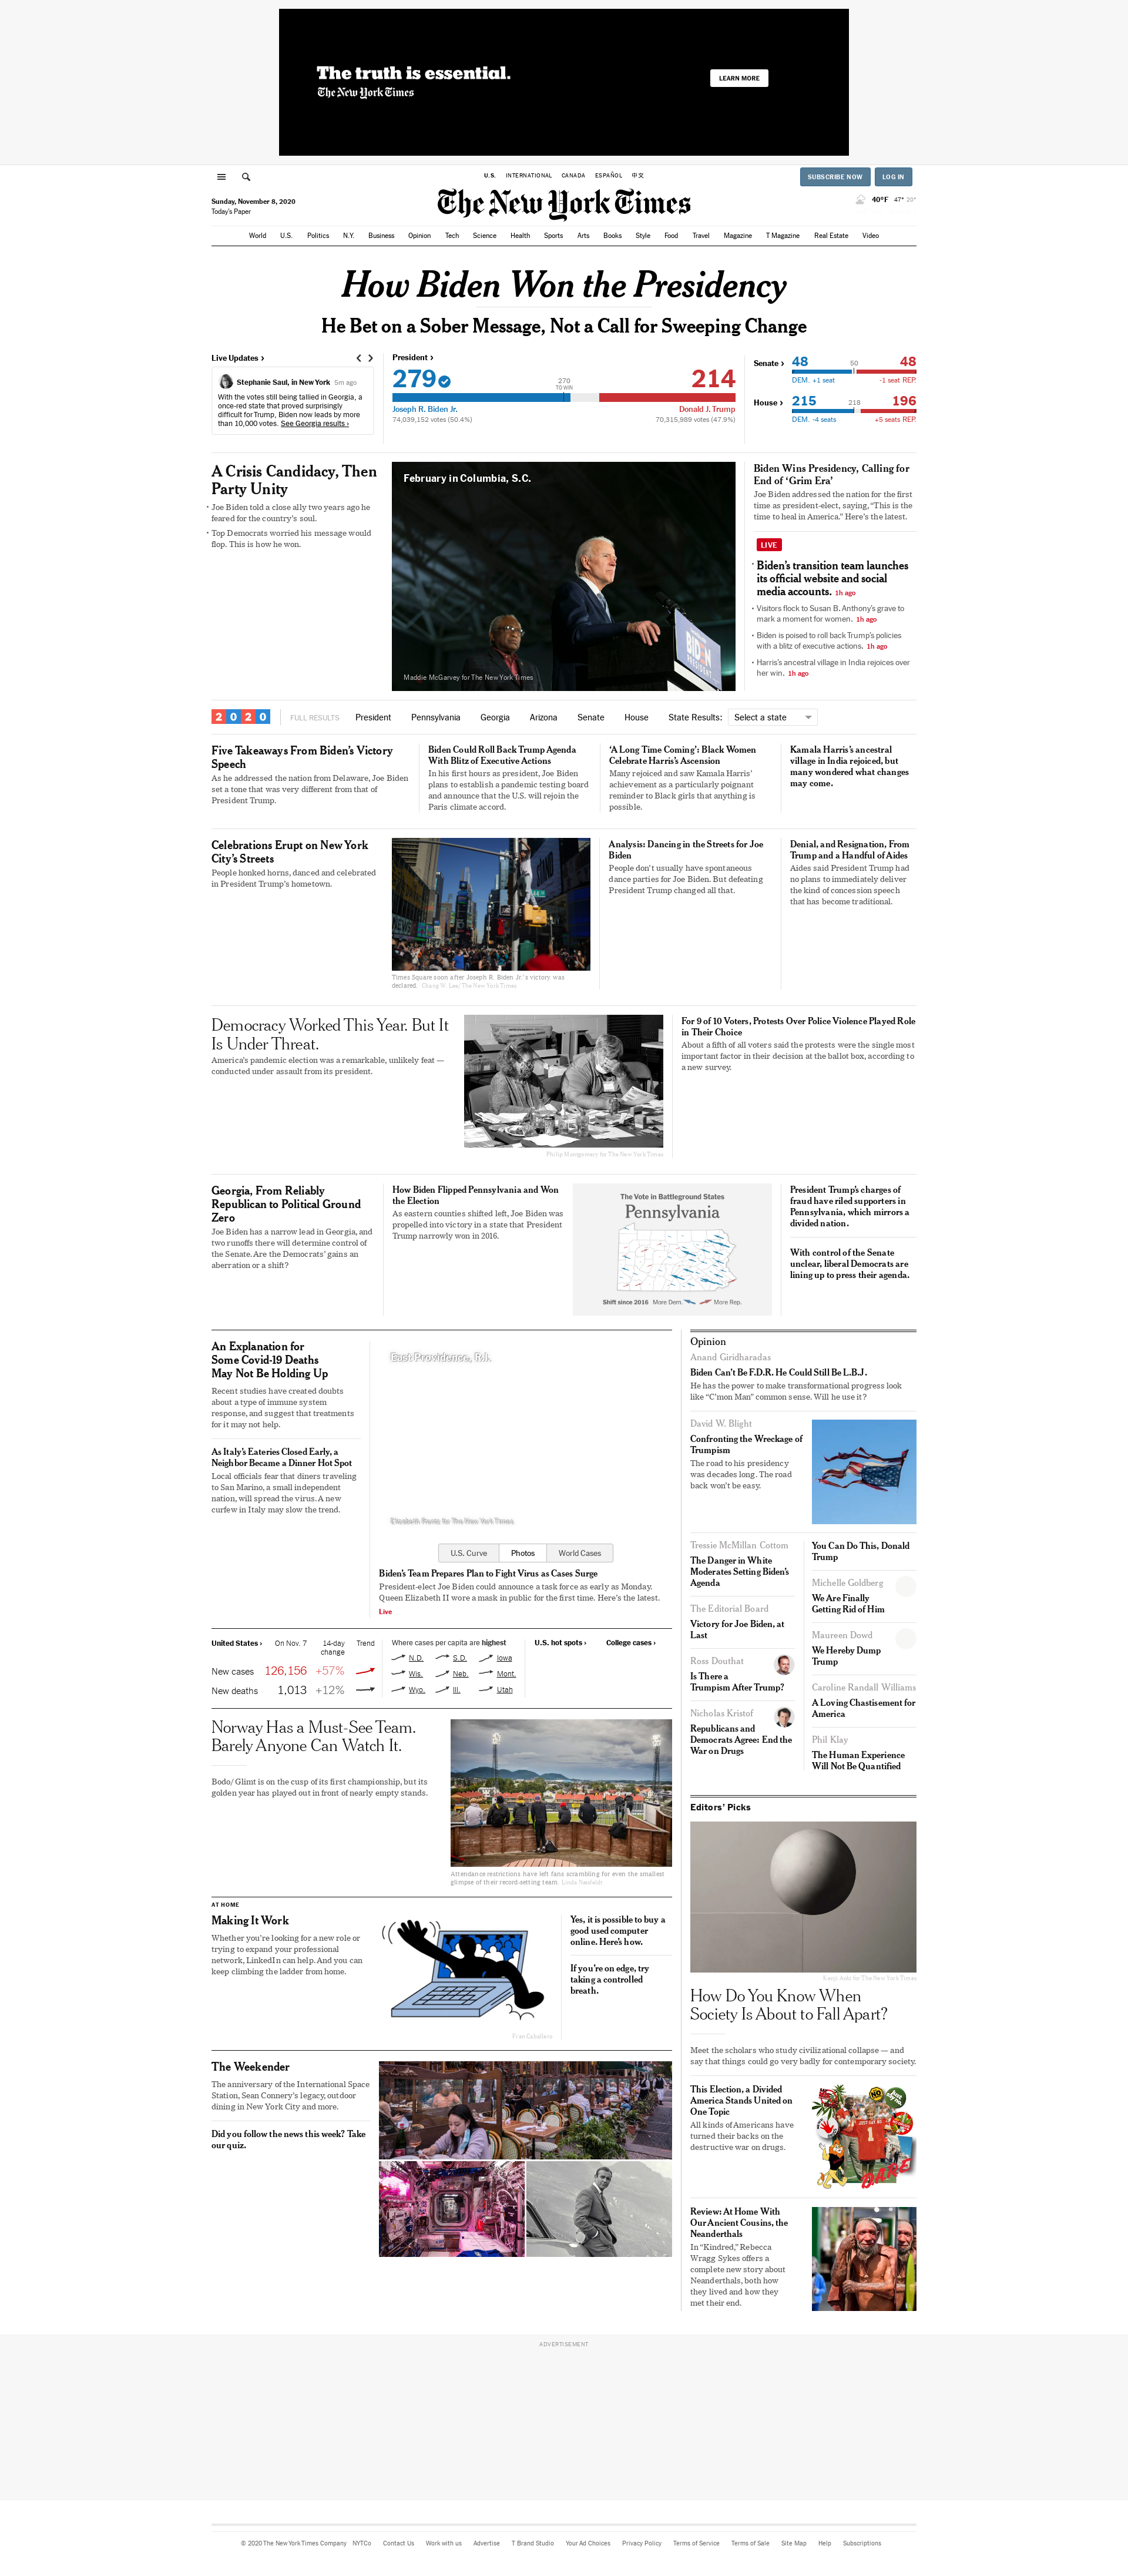 The truth is essential.
The New York Times
LEARN MORE
U.S. INTERNATIONAL CANADA ESPAÑOL 中文
SUBSCRIBE NOW LOG IN
Sunday, November 8, 2020
Today's Paper
The New York Times
40°F 47° 20°
World U.S. Politics N.Y. Business Opinion Tech Science Health Sports Arts Books Style Food Travel Magazine T Magazine Real Estate Video
How Biden Won the Presidency
He Bet on a Sober Message, Not a Call for Sweeping Change
Live Updates ›
Stephanie Saul, in New York 5m ago
With the votes still being tallied in Georgia, a
once-red state that proved surprisingly
difficult for Trump, Biden now leads by more
than 10,000 votes. See Georgia results ›
President ›
279 214
270
TO WIN
Joseph R. Biden Jr. Donald J. Trump
74,039,152 votes (50.4%) 70,315,989 votes (47.9%)
Senate › 48 50 48
DEM. +1 seat -1 seat REP.
House › 215 218 196
DEM. -4 seats +5 seats REP.
A Crisis Candidacy, Then
Party Unity
Joe Biden told a close ally two years ago he
feared for the country's soul.
Top Democrats worried his message would
flop. This is how he won.
February in Columbia, S.C.
BIDEN
Maddie McGarvey for The New York Times
Biden Wins Presidency, Calling for
End of ‘Grim Era’
Joe Biden addressed the nation for the first
time as president-elect, saying, “This is the
time to heal in America.” Here's the latest.
LIVE
Biden's transition team launches
its official website and social
media accounts. 1h ago
Visitors flock to Susan B. Anthony's grave to
mark a moment for women. 1h ago
Biden is poised to roll back Trump's policies
with a blitz of executive actions. 1h ago
Harris's ancestral village in India rejoices over
her win. 1h ago
2020 FULL RESULTS President Pennsylvania Georgia Arizona Senate House State Results: Select a state
Five Takeaways From Biden's Victory
Speech
As he addressed the nation from Delaware, Joe Biden
set a tone that was very different from that of
President Trump.
Biden Could Roll Back Trump Agenda
With Blitz of Executive Actions
In his first hours as president, Joe Biden
plans to establish a pandemic testing board
and announce that the U.S. will rejoin the
Paris climate accord.
‘A Long Time Coming’: Black Women
Celebrate Harris's Ascension
Many rejoiced and saw Kamala Harris’
achievement as a particularly poignant
reminder to Black girls that anything is
possible.
Kamala Harris's ancestral
village in India rejoiced, but
many wondered what changes
may come.
Celebrations Erupt on New York
City's Streets
People honked horns, danced and celebrated
in President Trump's hometown.
Times Square soon after Joseph R. Biden Jr.'s victory was
declared. Chang W. Lee/The New York Times
Analysis: Dancing in the Streets for Joe
Biden
People don't usually have spontaneous
dance parties for Joe Biden. But defeating
President Trump changed all that.
Denial, and Resignation, From
Trump and a Handful of Aides
Aides said President Trump had
no plans to immediately deliver
the kind of concession speech
that has become traditional.
Democracy Worked This Year. But It
Is Under Threat.
America's pandemic election was a remarkable, unlikely feat —
conducted under assault from its president.
Philip Montgomery for The New York Times
For 9 of 10 Voters, Protests Over Police Violence Played Role
in Their Choice
About a fifth of all voters said the protests were the single most
important factor in their decision at the ballot box, according to
a new survey.
Georgia, From Reliably
Republican to Political Ground
Zero
Joe Biden has a narrow lead in Georgia, and
two runoffs there will determine control of
the Senate. Are the Democrats’ gains an
aberration or a shift?
How Biden Flipped Pennsylvania and Won
the Election
As eastern counties shifted left, Joe Biden was
propelled into victory in a state that President
Trump narrowly won in 2016.
The Vote in Battleground States
Pennsylvania
Shift since 2016 More Dem. More Rep.
President Trump's charges of
fraud have riled supporters in
Pennsylvania, which mirrors a
divided nation.
With control of the Senate
unclear, liberal Democrats are
lining up to press their agenda.
An Explanation for
Some Covid-19 Deaths
May Not Be Holding Up
Recent studies have created doubts
about a type of immune system
response, and suggest that treatments
for it may not help.
As Italy's Eateries Closed Early, a
Neighbor Became a Dinner Hot Spot
Local officials fear that diners traveling
to San Marino, a small independent
nation, will spread the virus. A new
curfew in Italy may slow the trend.
East Providence, R.I.
Elizabeth Frantz for The New York Times
U.S. Curve Photos World Cases
Biden's Team Prepares Plan to Fight Virus as Cases Surge
President-elect Joe Biden could announce a task force as early as Monday.
Queen Elizabeth II wore a mask in public for the first time. Here's the latest.
Live
United States › On Nov. 7 14-day Trend
change
New cases 126,156 +57%
New deaths 1,013 +12%
Where cases per capita are highest
N.D. S.D. Iowa
Wis. Neb. Mont.
Wyo. Ill. Utah
U.S. hot spots › College cases ›
Norway Has a Must-See Team.
Barely Anyone Can Watch It.
Bodo/Glimt is on the cusp of its first championship, but its
golden year has played out in front of nearly empty stands.
Attendance restrictions have left fans scrambling for even the smallest
glimpse of their record-setting team. Linda Naesfeldt
AT HOME
Making It Work
Whether you're looking for a new role or
trying to expand your professional
network, LinkedIn can help. And you can
keep climbing the ladder from home.
Fran Caballero
Yes, it is possible to buy a
good used computer
online. Here's how.
If you're on edge, try
taking a controlled
breath.
The Weekender
The anniversary of the International Space
Station, Sean Connery's legacy, outdoor
dining in New York City and more.
Did you follow the news this week? Take
our quiz.
Opinion
Anand Giridharadas
Biden Can't Be F.D.R. He Could Still Be L.B.J.
He has the power to make transformational progress look
like “C'mon Man” common sense. Will he use it?
David W. Blight
Confronting the Wreckage of
Trumpism
The road to his presidency
was decades long. The road
back won't be easy.
Tressie McMillan Cottom
The Danger in White
Moderates Setting Biden's
Agenda
The Editorial Board
Victory for Joe Biden, at
Last
Ross Douthat
Is There a
Trumpism After Trump?
Nicholas Kristof
Republicans and
Democrats Agree: End the
War on Drugs
You Can Do This, Donald
Trump
Michelle Goldberg
We Are Finally
Getting Rid of Him
Maureen Dowd
We Hereby Dump
Trump
Caroline Randall Williams
A Loving Chastisement for
America
Phil Klay
The Human Experience
Will Not Be Quantified
Editors’ Picks
Kenji Aoki for The New York Times
How Do You Know When
Society Is About to Fall Apart?
Meet the scholars who study civilizational collapse — and
say that things could go very badly for contemporary society.
This Election, a Divided
America Stands United on
One Topic
All kinds of Americans have
turned their backs on the
destructive war on drugs.
NO
1
DARE
Review: At Home With
Our Ancient Cousins, the
Neanderthals
In “Kindred,” Rebecca
Wragg Sykes offers a
complete new story about
Neanderthals, both how
they lived and how they
met their end.
ADVERTISEMENT
© 2020 The New York Times Company NYTCo Contact Us Work with us Advertise T Brand Studio Your Ad Choices Privacy Policy Terms of Service Terms of Sale Site Map Help Subscriptions